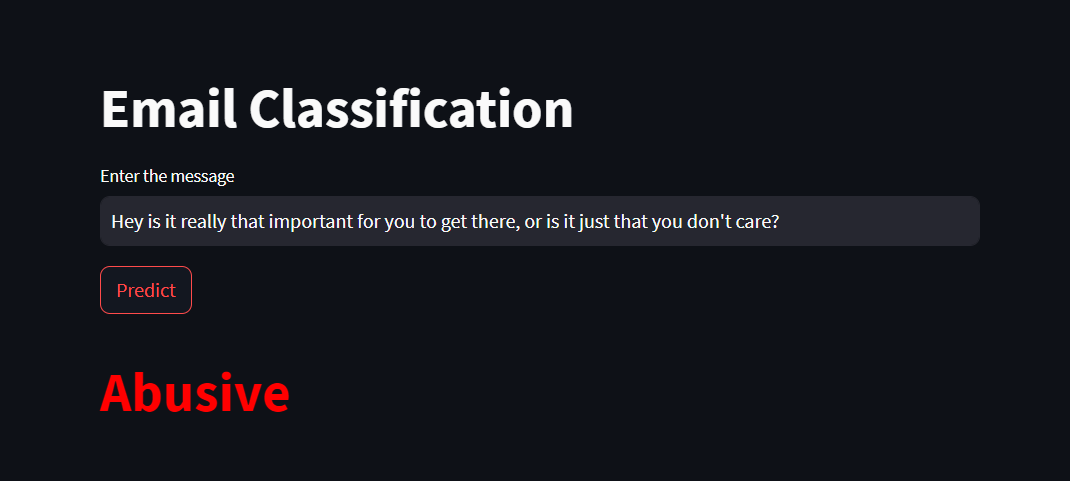 Email Classification
Enter the message
Hey is it really that important for you to get there, or is it just that you don't care?
Predict
Abusive